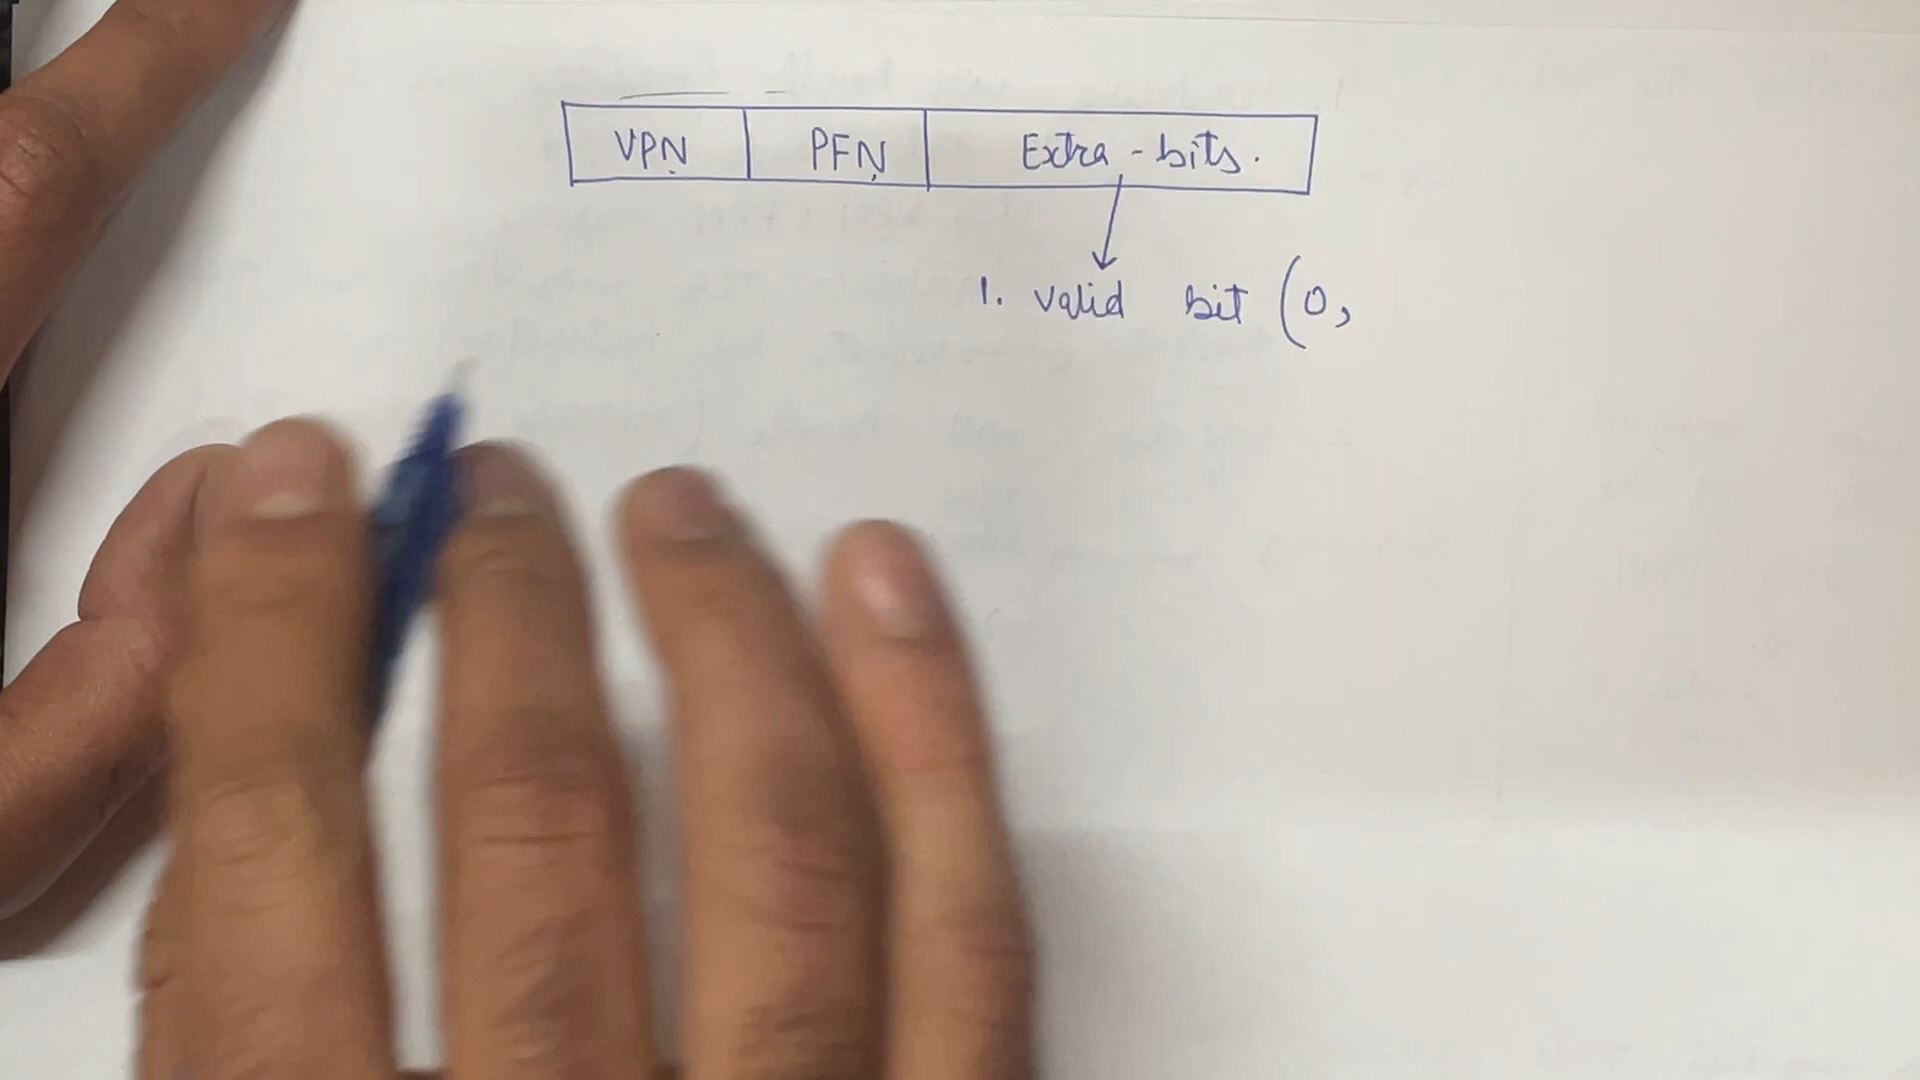 VPN PFN Extra - bits.
1. valid bit (0,